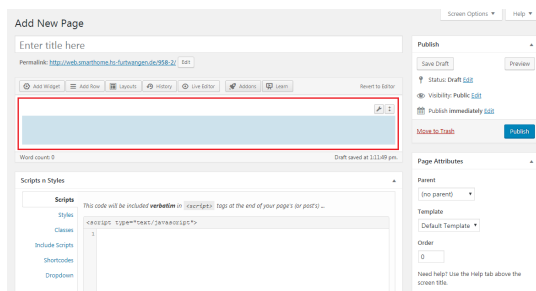 Screen Options ▼
Help ▼
Add New Page
Enter title here
Permalink: http://web.smarthome.hs-furtwangen.de/958-2/ Edit
Add Widget
Add Row
Layouts
History
Live Editor
Addons
Learn
Revert to Editor
Word count: 0
Draft saved at 1:11:49 pm.
Scripts n Styles
Scripts
Styles
Classes
Include Scripts
Shortcodes
Dropdown
This code will be included verbatim in <script> tags at the end of your page's (or post's) ...
<script type="text/javascript">
1
Publish
Save Draft
Preview
Status: Draft Edit
Visibility: Public Edit
Publish immediately Edit
Move to Trash
Publish
Page Attributes
Parent
(no parent)
Template
Default Template
Order
0
Need help? Use the Help tab above the
screen title.